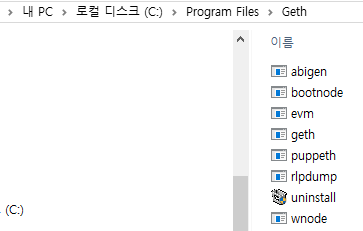 내 PC > 로컬 디스크 (C:) > Program Files > Geth
이름
abigen
bootnode
evm
geth
puppeth
rlpdump
uninstall
(C:)
wnode